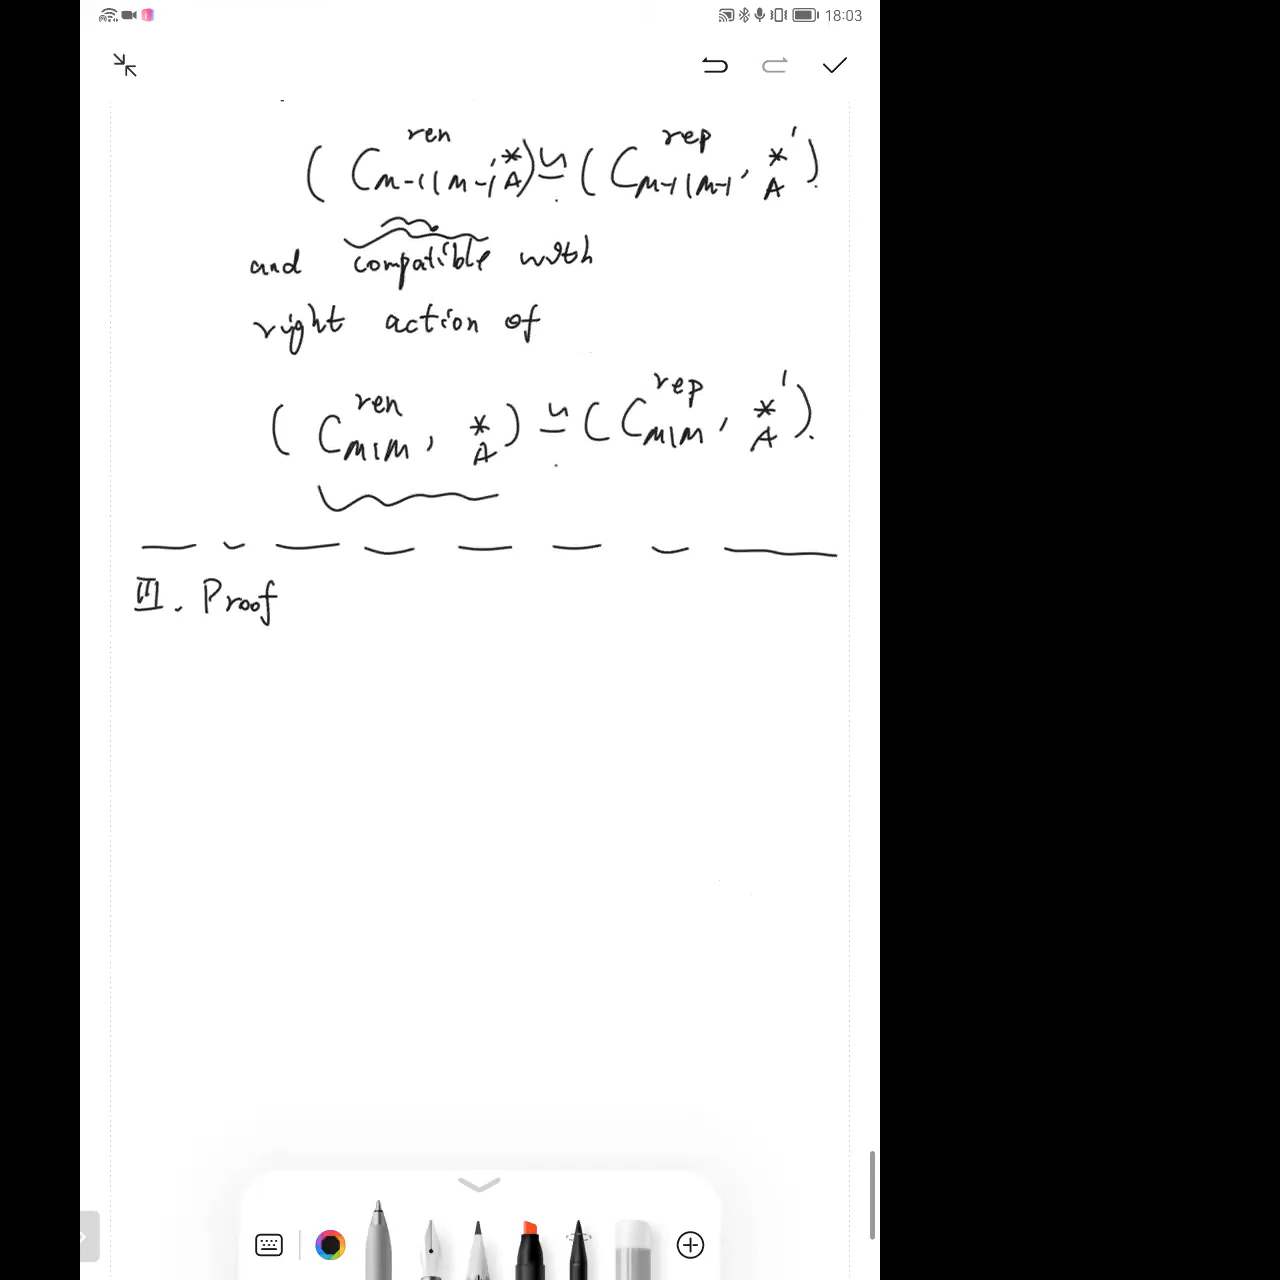 18:03
( C^{ren}_{M-1|M-1}, *_A ) ≃ ( C^{rep}_{M-1|M-1}, *'_A ).
and compatible with
right action of
( C^{ren}_{M|M}, *_A ) ≃ ( C^{rep}_{M|M}, *'_A ).
III. Proof